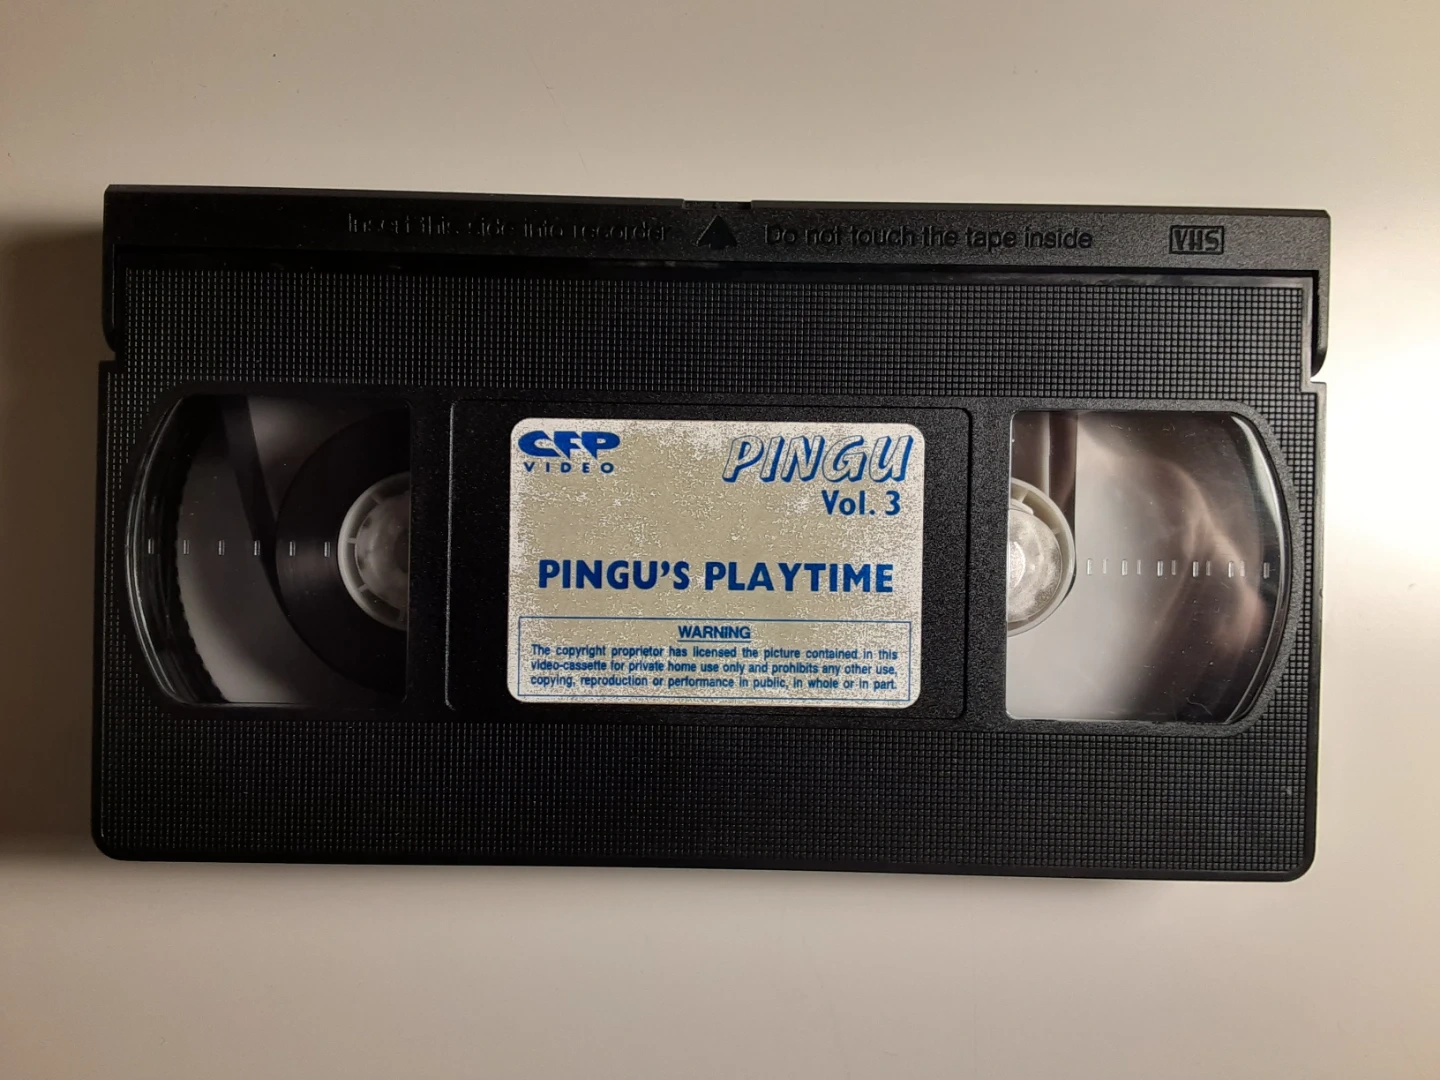 Insert this side into recorder Do not touch the tape inside VHS
CFP
VIDEO
PINGU
Vol. 3
PINGU'S PLAYTIME
WARNING
The copyright proprietor has licensed the picture contained in this
video-cassette for private home use only and prohibits any other use,
copying, reproduction or performance in public, in whole or in part.